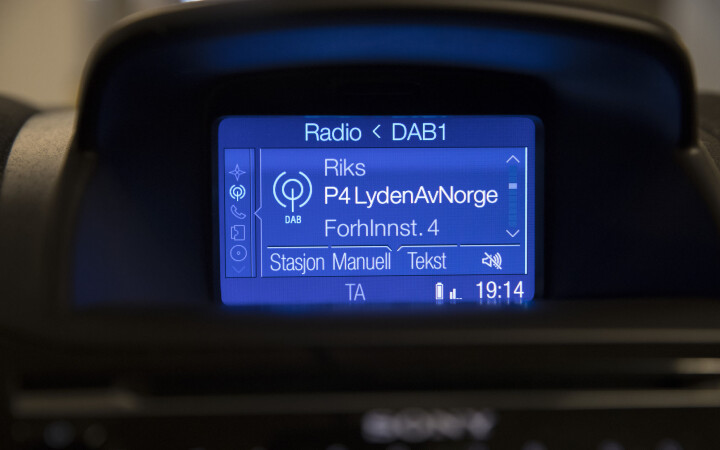 Radio < DAB1
Riks
P4 LydenAvNorge
DAB
ForhInnst. 4
Stasjon Manuell Tekst
TA 19:14
SONY